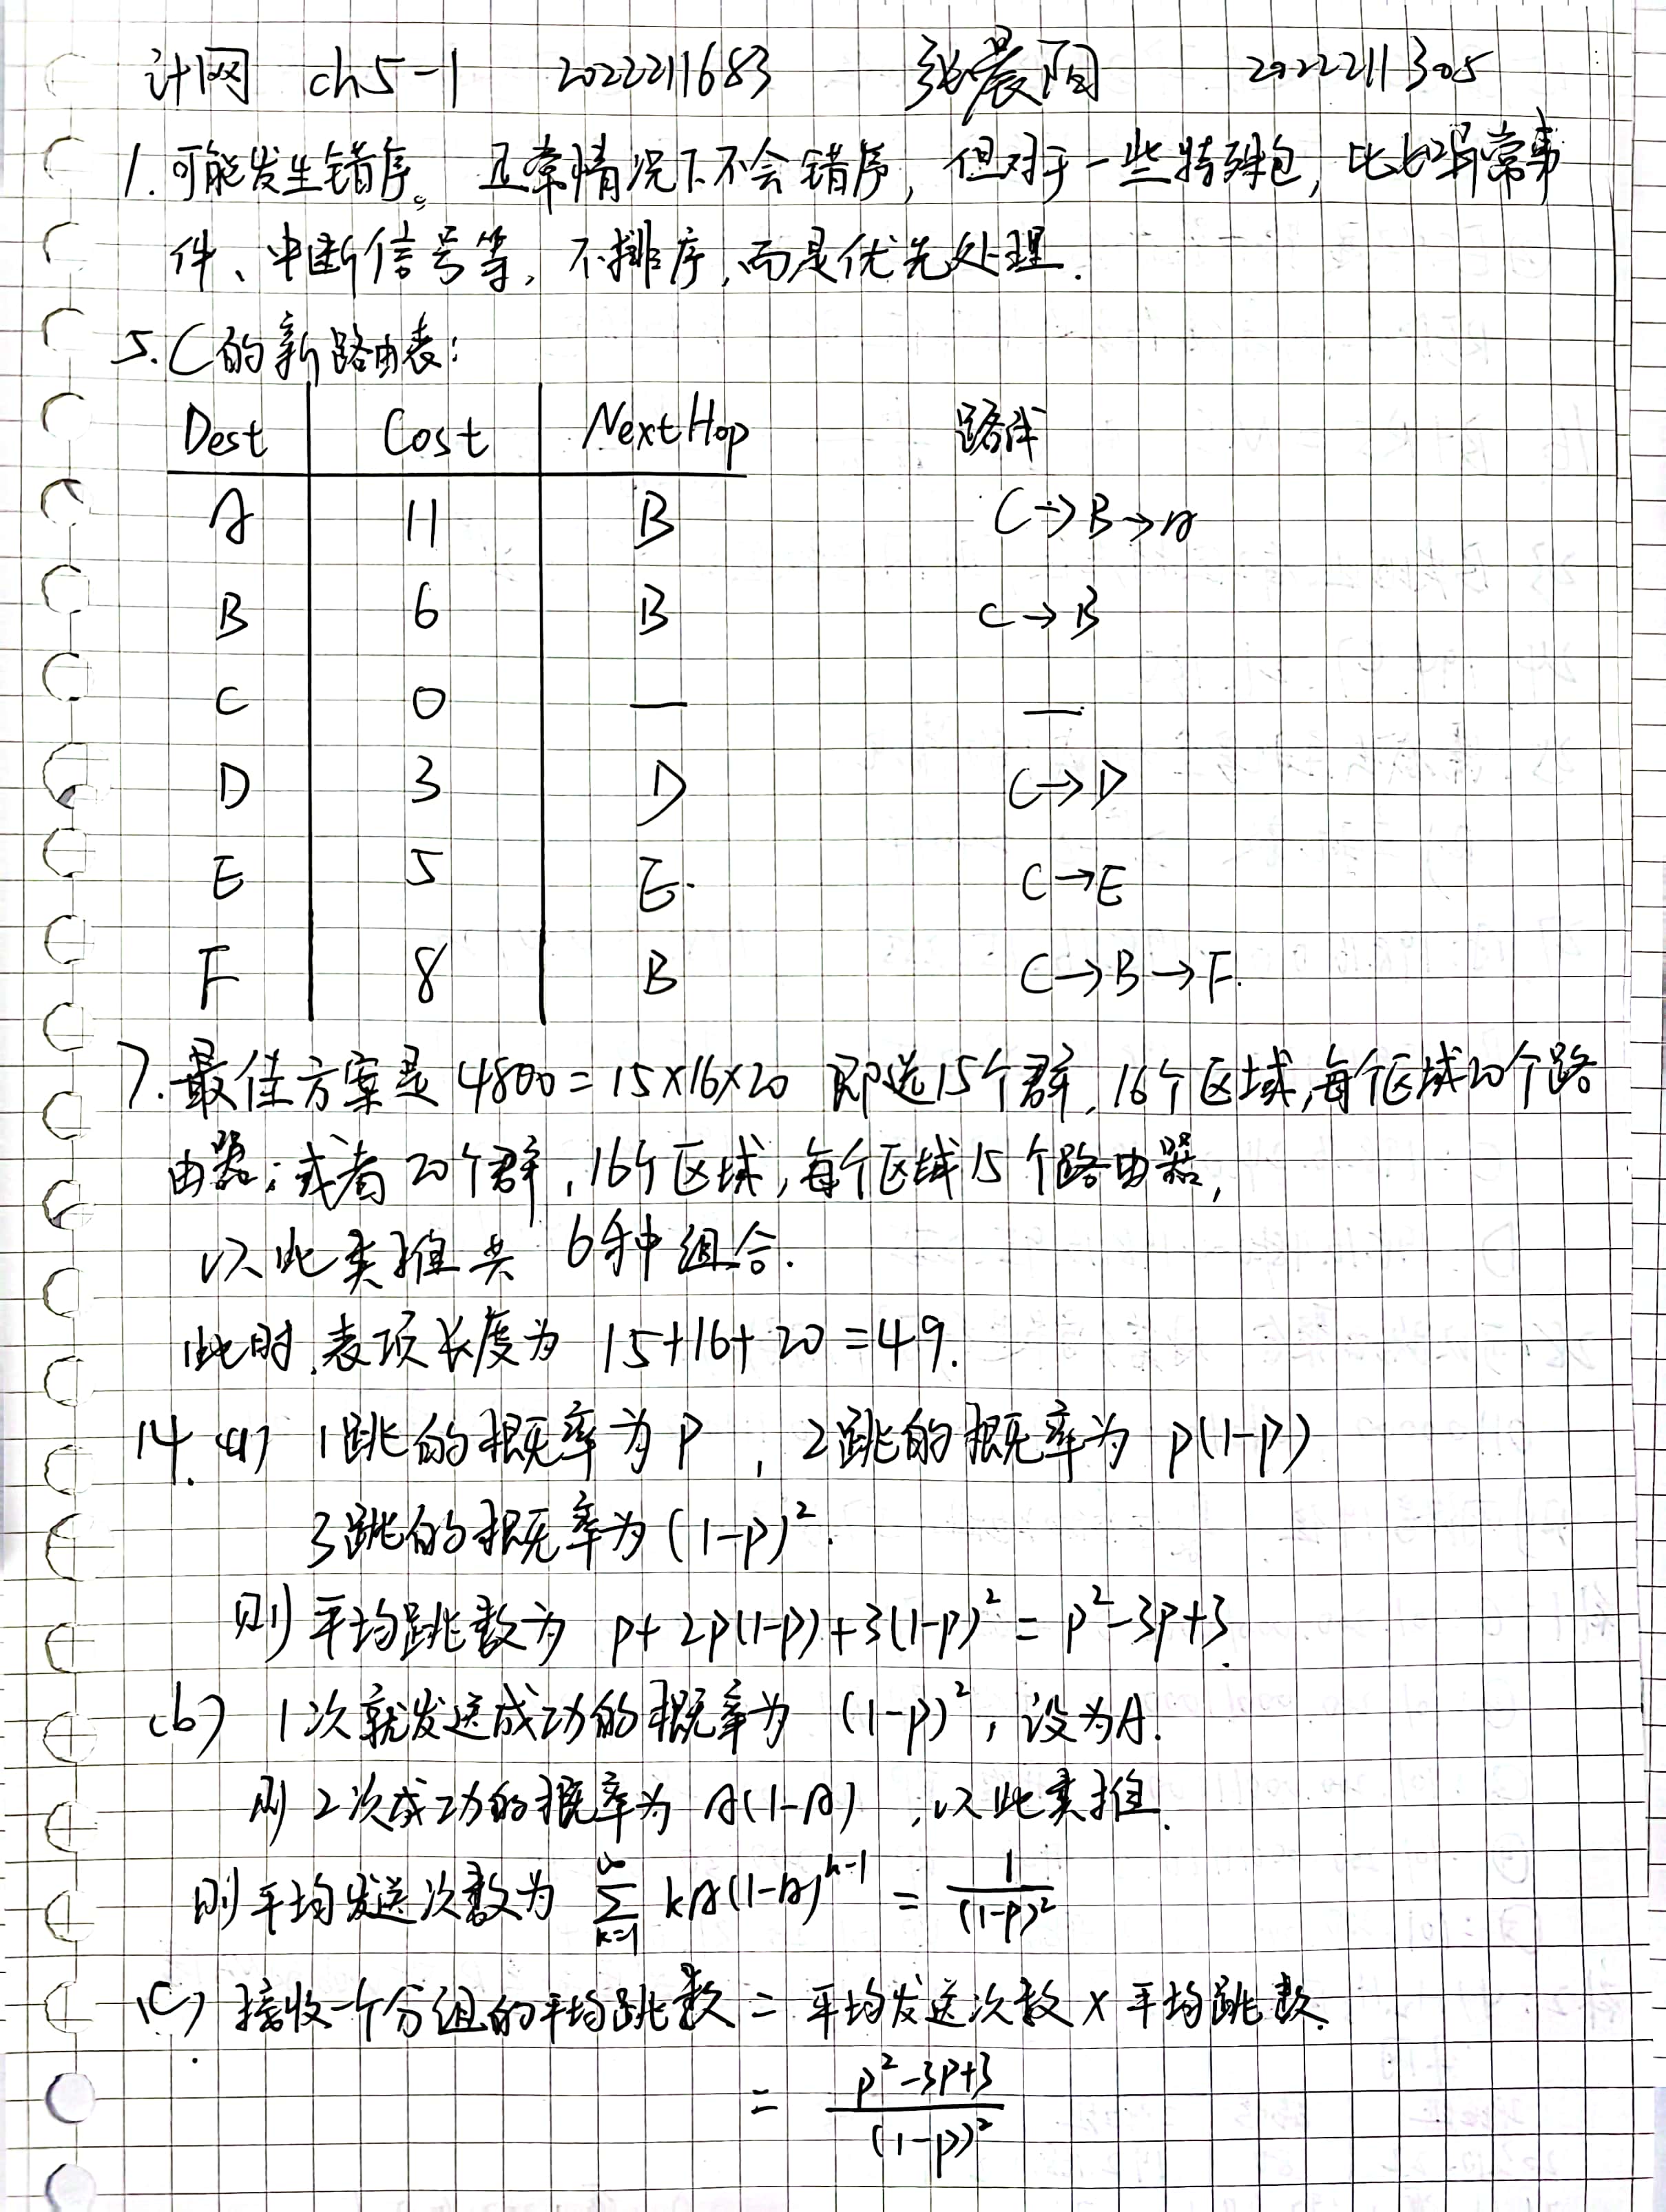 计网 ch5-1 2022211683 张晨阳 2022211305
1. 可能发生错序。正常情况下不会错序, 但对于一些特殊包, 比如异常事
件、中断信号等, 不排序, 而是优先处理.
5. C的新路由表:
Dest Cost NextHop 路径
A 11 B C→B→A
B 6 B C→B
C 0 — —
D 3 D C→D
E 5 E. C→E
F 8 B C→B→F.
7. 最佳方案是 4800=15×16×20 即选15个群, 16个区域, 每个区域20个路
由器; 或者 20个群, 16个区域, 每个区域15个路由器,
以此类推共 6种组合.
此时, 表项长度为 15+16+20=49.
14. (a) 1跳的概率为P , 2跳的概率为 P(1-P)
3跳的概率为 (1-P)².
则平均跳数为 P+2P(1-P)+3(1-P)²=P²-3P+3.
(b) 1次就发送成功的概率为 (1-P)², 设为A.
则2次成功的概率为 A(1-A) , 以此类推.
则平均发送次数为 ∑_{k=1}^{∞} kA(1-A)^{k-1} = \frac{1}{(1-P)²}
(c) 接收一个分组的平均跳数 = 平均发送次数 × 平均跳数.
= \frac{P²-3P+3}{(1-P)²}